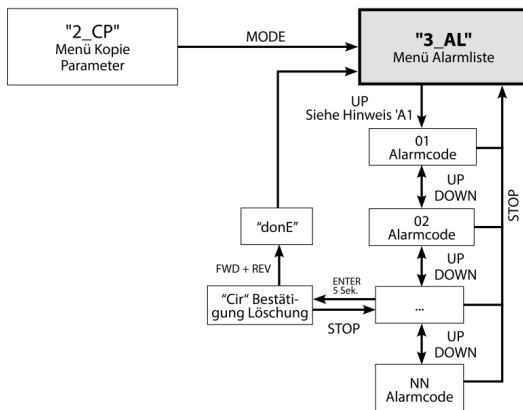 "2_CP"
Menü Kopie
Parameter
MODE
"3_AL"
Menü Alarmliste
UP
Siehe Hinweis 'A1
01
Alarmcode
UP
DOWN
STOP
02
Alarmcode
"donE"
UP
DOWN
FWD + REV
ENTER
5 Sek.
"Cir" Bestäti-
gung Löschung
...
STOP
UP
DOWN
NN
Alarmcode